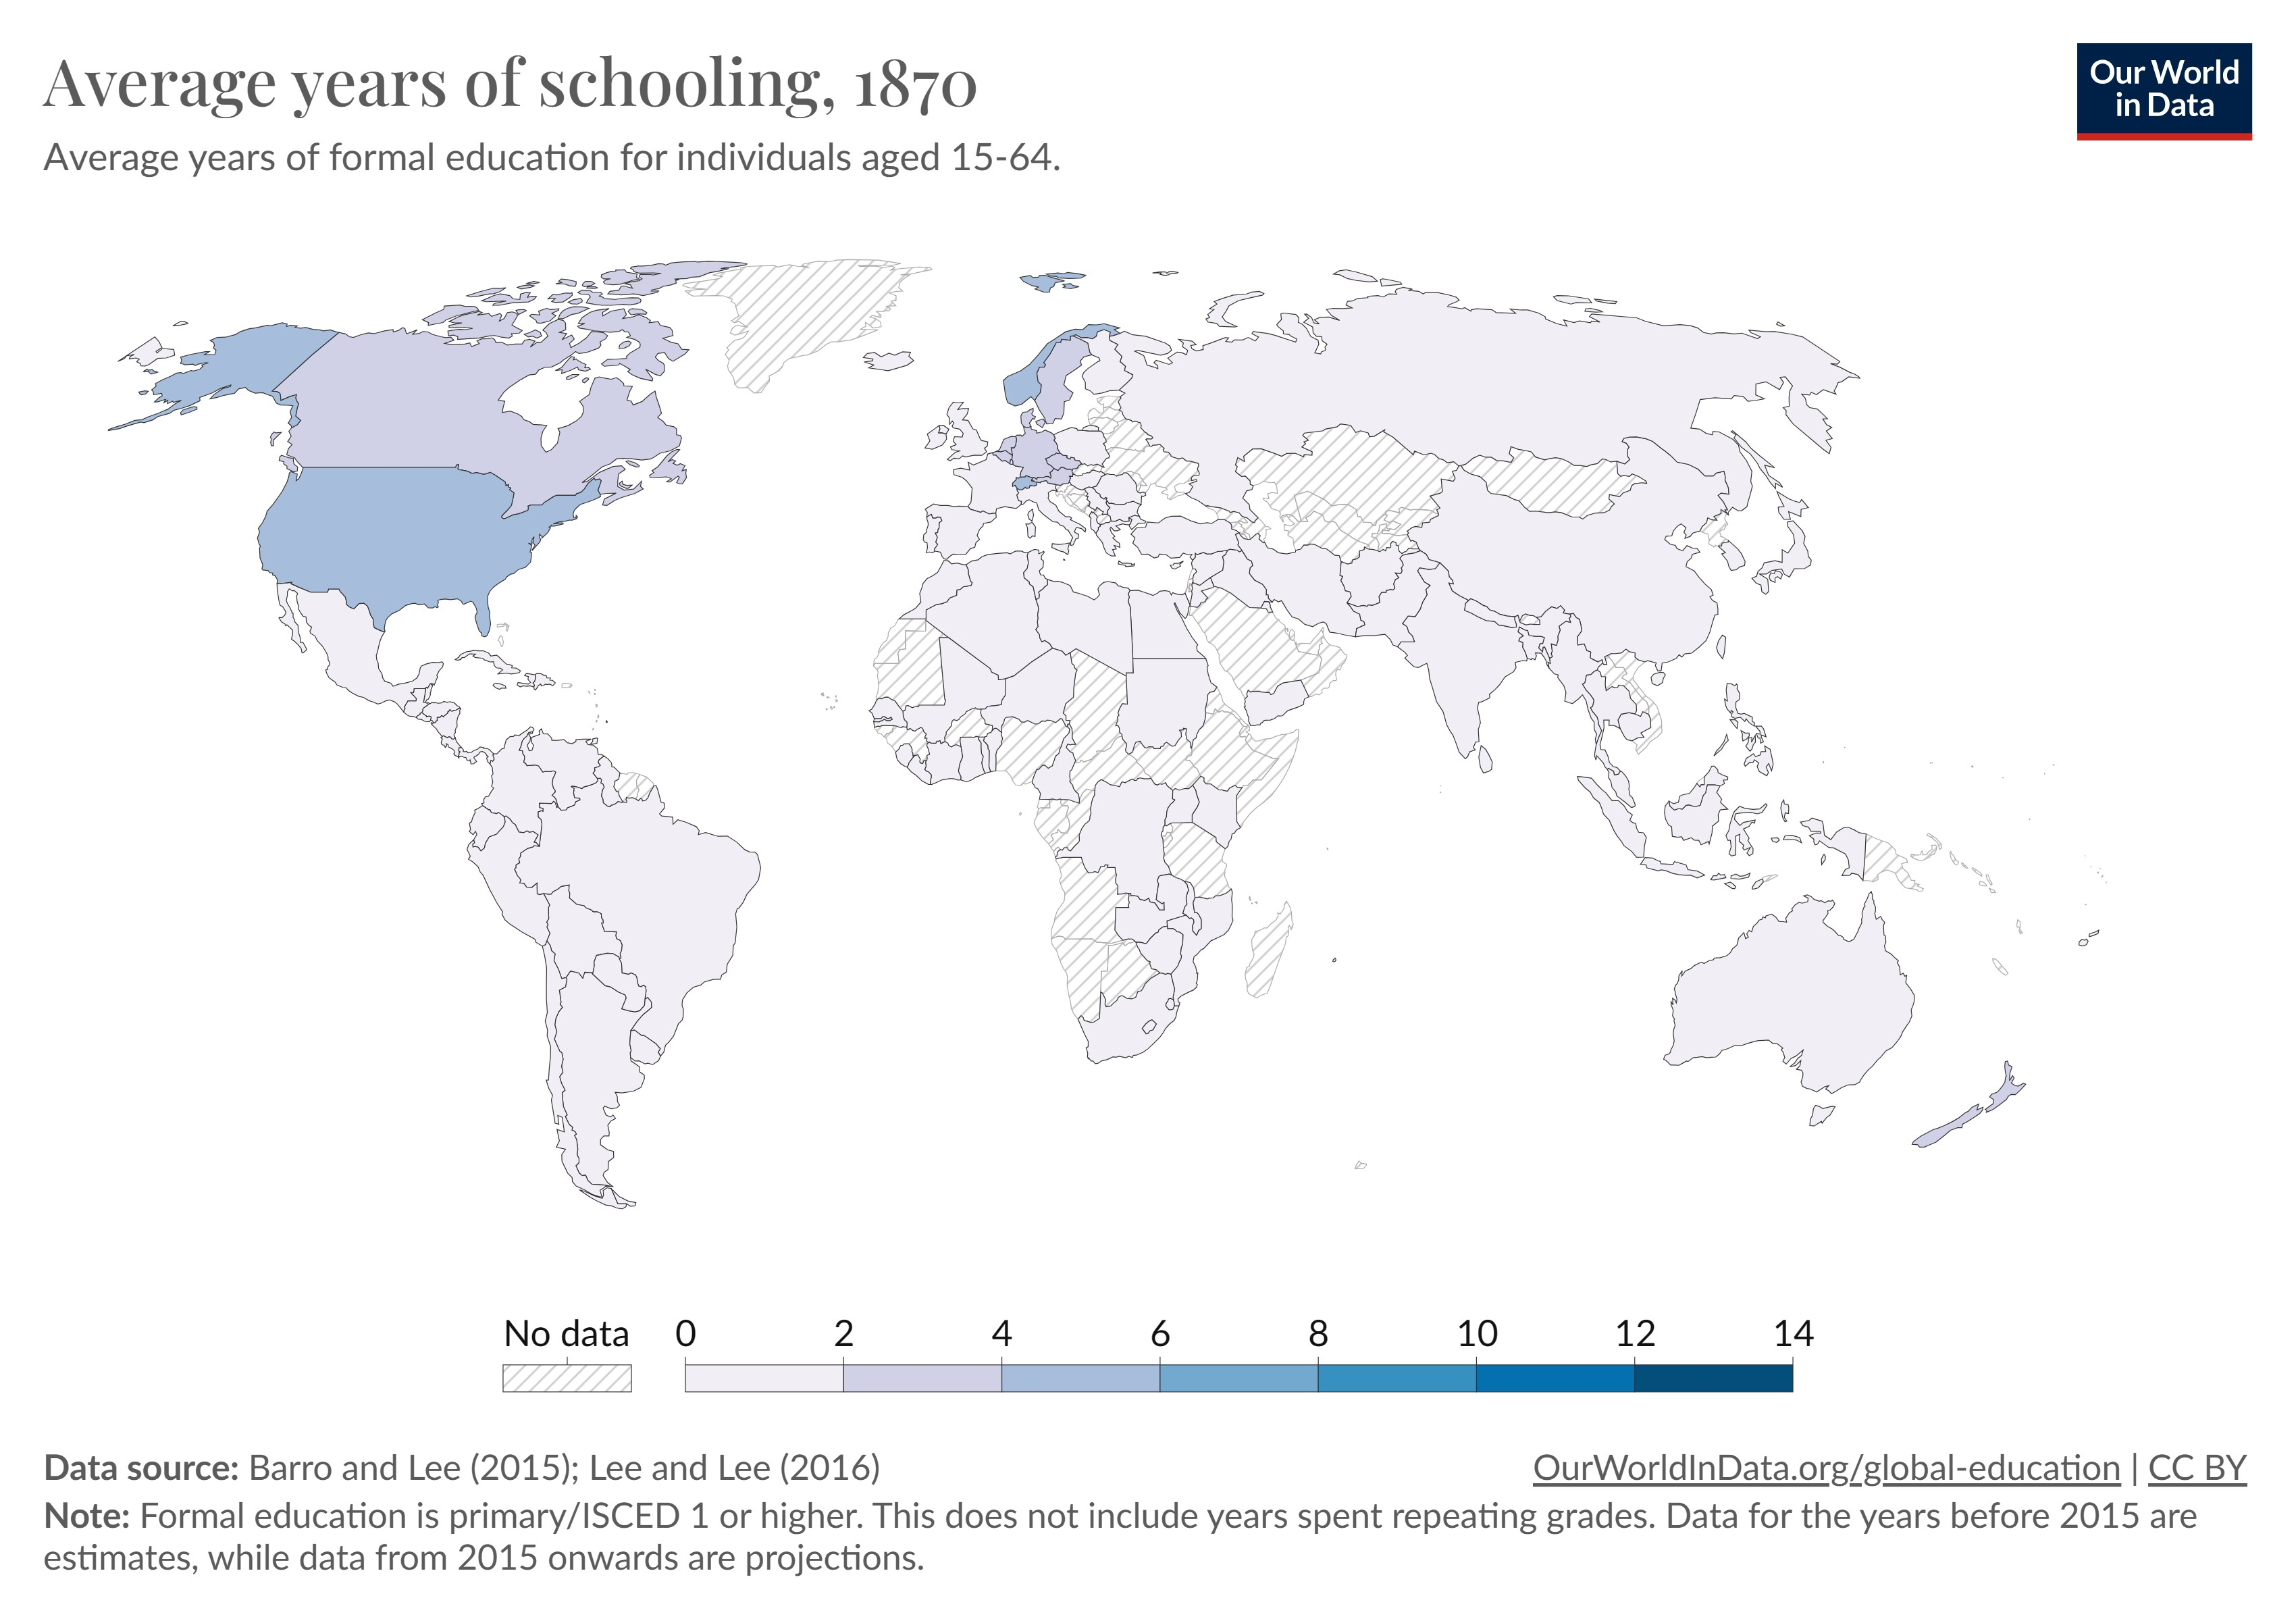 Average years of schooling, 1870
Average years of formal education for individuals aged 15-64.
Our World
in Data
No data 0 2 4 6 8 10 12 14
Data source: Barro and Lee (2015); Lee and Lee (2016)
OurWorldInData.org/global-education | CC BY
Note: Formal education is primary/ISCED 1 or higher. This does not include years spent repeating grades. Data for the years before 2015 are
estimates, while data from 2015 onwards are projections.